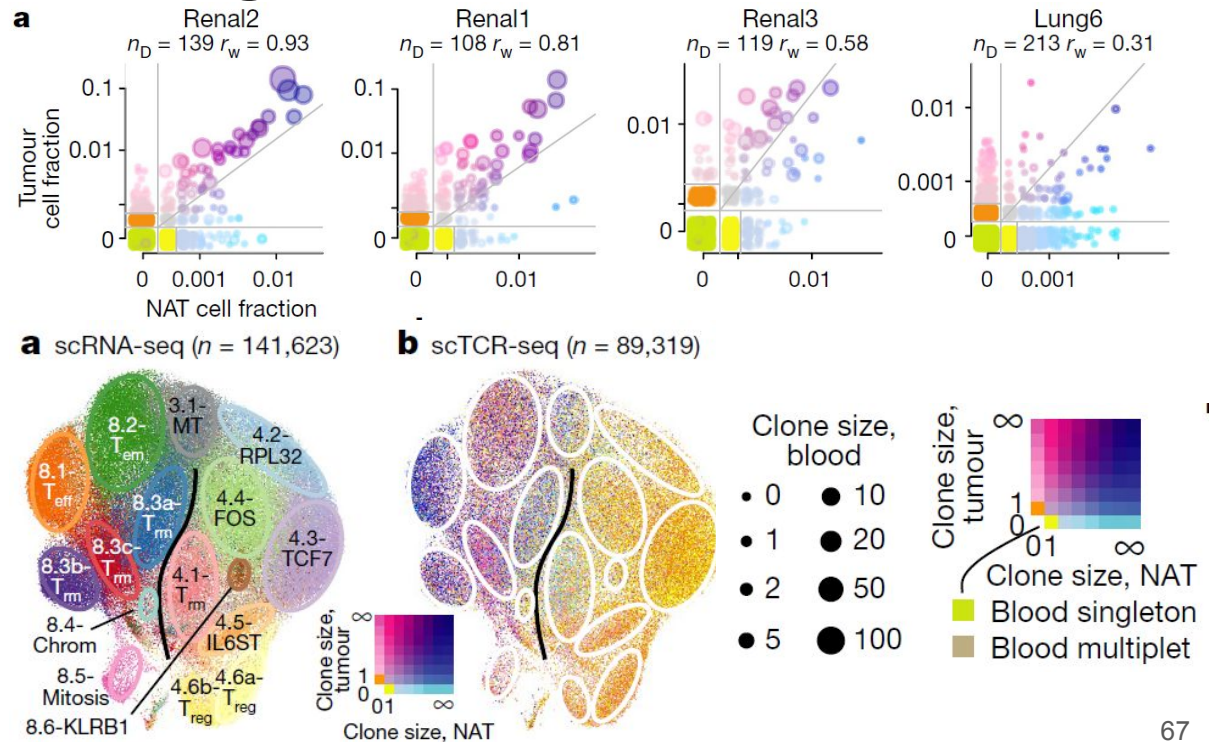 a
Renal2
n_D = 139 r_w = 0.93
Renal1
n_D = 108 r_w = 0.81
Renal3
n_D = 119 r_w = 0.58
Lung6
n_D = 213 r_w = 0.31
Tumour
cell fraction
0.1
0.01
0
0 0.001 0.01
NAT cell fraction
0.1
0.01
0
0 0.01
0.01
0
0 0.01
0.01
0.001
0
0 0.001
a scRNA-seq (n = 141,623)
8.2-
T_em
3.1-
MT
4.2-
RPL32
8.1-
T_eff
8.3a-
T_rm
4.4-
FOS
4.3-
TCF7
8.3c-
T_rm
8.3b-
T_rm
4.1-
T_rm
8.4-
Chrom
4.5-
IL6ST
8.5-
Mitosis
4.6b-
T_reg
4.6a-
T_reg
8.6-KLRB1
Clone size,
tumour
∞
1
0
01 ∞
Clone size, NAT
b scTCR-seq (n = 89,319)
Clone size,
blood
0 10
1 20
2 50
5 100
Clone size,
tumour
∞
1
0
01 ∞
Clone size, NAT
Blood singleton
Blood multiplet
67